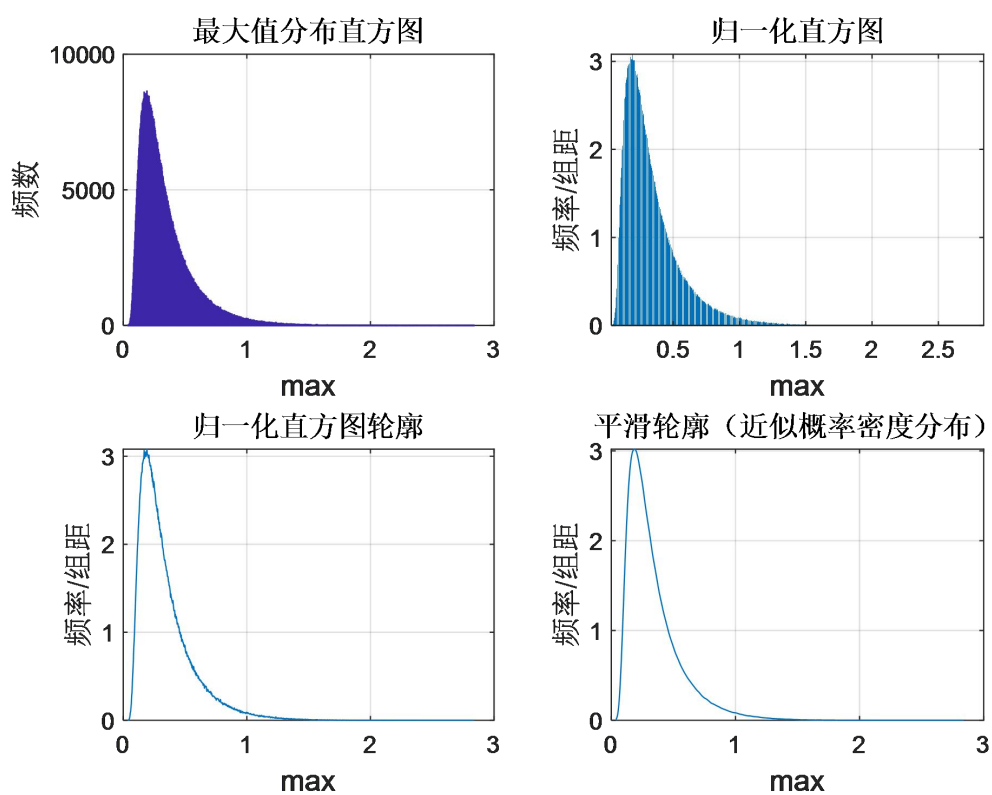 最大值分布直方图
10000
5000
0
频数
0 1 2 3
max
归一化直方图
3
2
1
0
频率/组距
0.5 1 1.5 2 2.5
max
归一化直方图轮廓
3
2
1
0
频率/组距
0 1 2 3
max
平滑轮廓（近似概率密度分布）
3
2
1
0
频率/组距
0 1 2 3
max